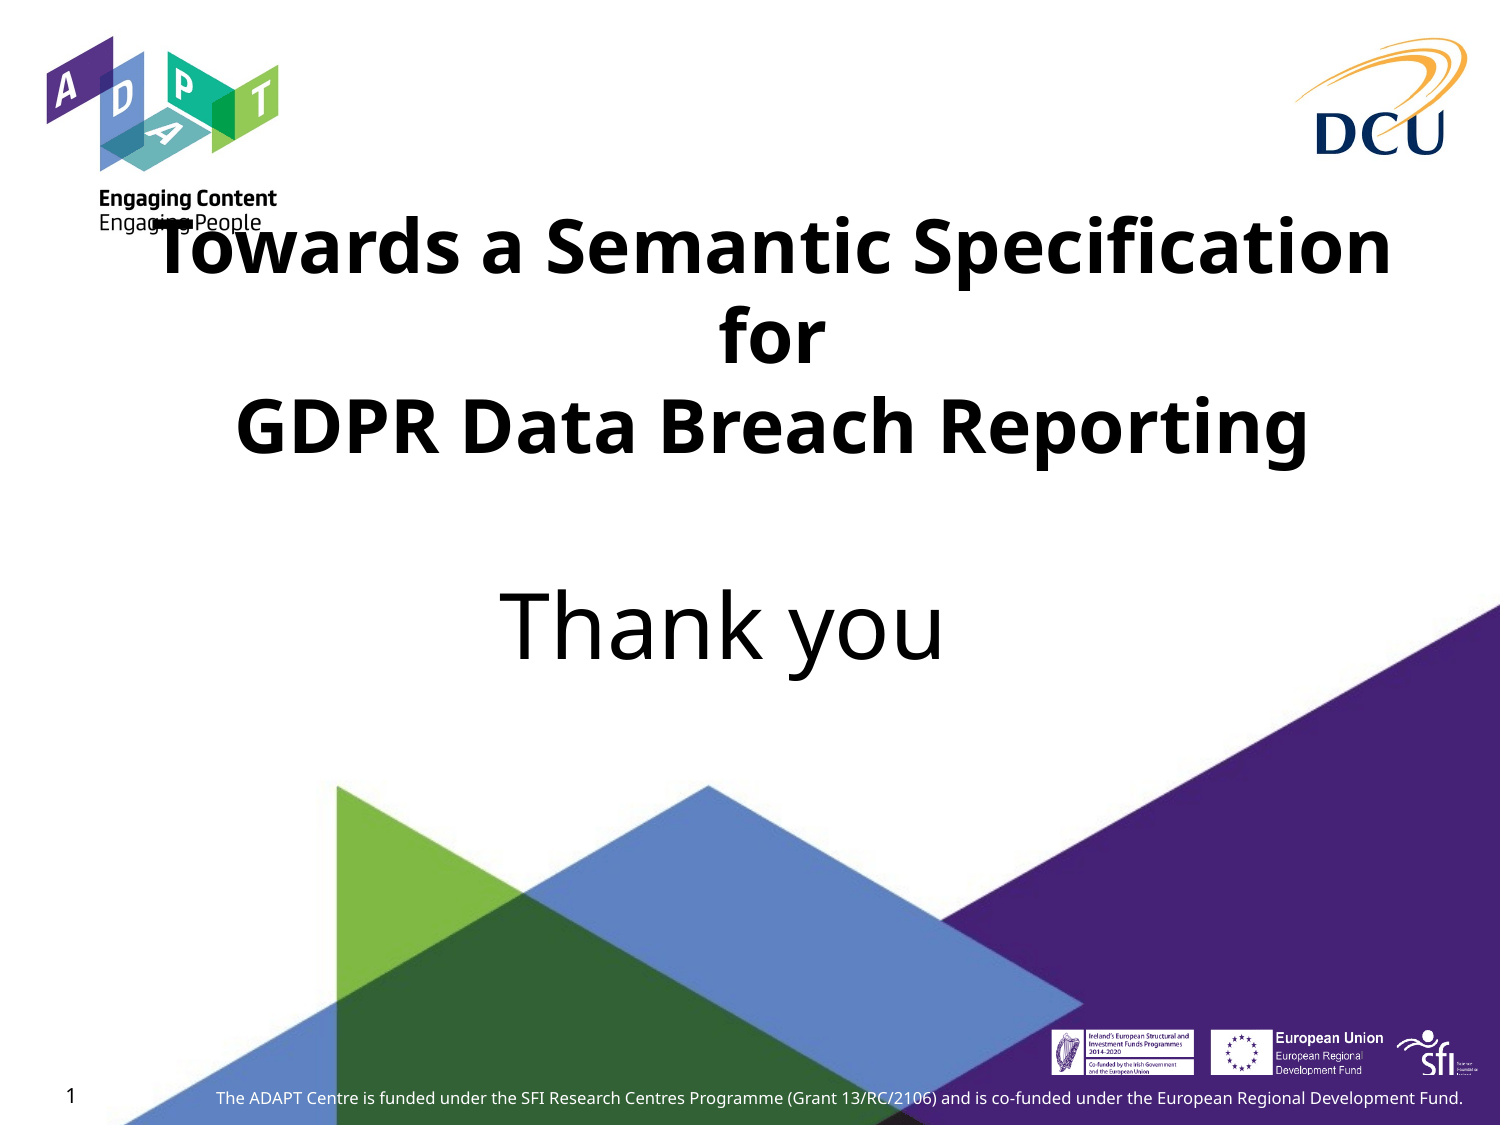 ADAPT
DCU
Engaging Content
Engaging People
Towards a Semantic Specification
for
GDPR Data Breach Reporting
Thank you
Ireland's European Structural and
Investment Funds Programmes
2014-2020
Co-funded by the Irish Government
and the European Union
European Union
European Regional
Development Fund
sfi
1
The ADAPT Centre is funded under the SFI Research Centres Programme (Grant 13/RC/2106) and is co-funded under the European Regional Development Fund.